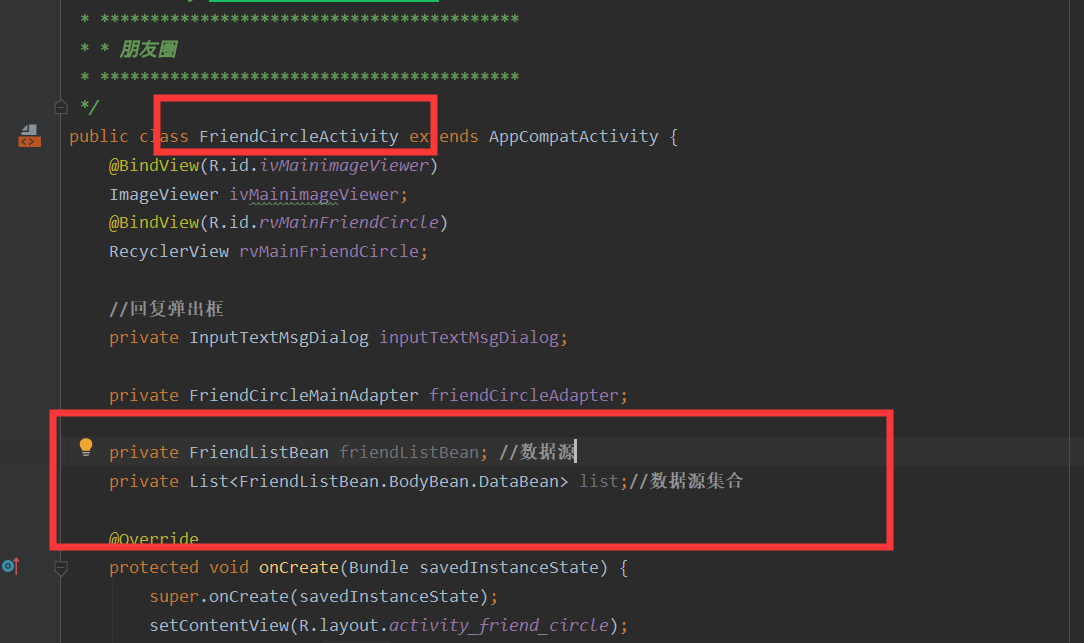 * ******************************************
* * 朋友圈
* ******************************************
*/
public class FriendCircleActivity extends AppCompatActivity {
@BindView(R.id.ivMainimageViewer)
ImageViewer ivMainimageViewer;
@BindView(R.id.rvMainFriendCircle)
RecyclerView rvMainFriendCircle;
//回复弹出框
private InputTextMsgDialog inputTextMsgDialog;
private FriendCircleMainAdapter friendCircleAdapter;
private FriendListBean friendListBean; //数据源
private List<FriendListBean.BodyBean.DataBean> list;//数据源集合
@Override
protected void onCreate(Bundle savedInstanceState) {
super.onCreate(savedInstanceState);
setContentView(R.layout.activity_friend_circle);